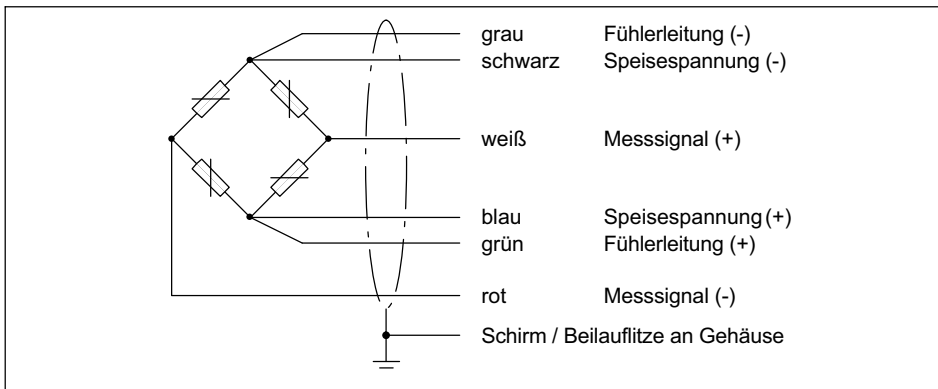 grau Fühlerleitung (-)
schwarz Speisespannung (-)
weiß Messsignal (+)
blau Speisespannung (+)
grün Fühlerleitung (+)
rot Messsignal (-)
Schirm / Beilauflitze an Gehäuse